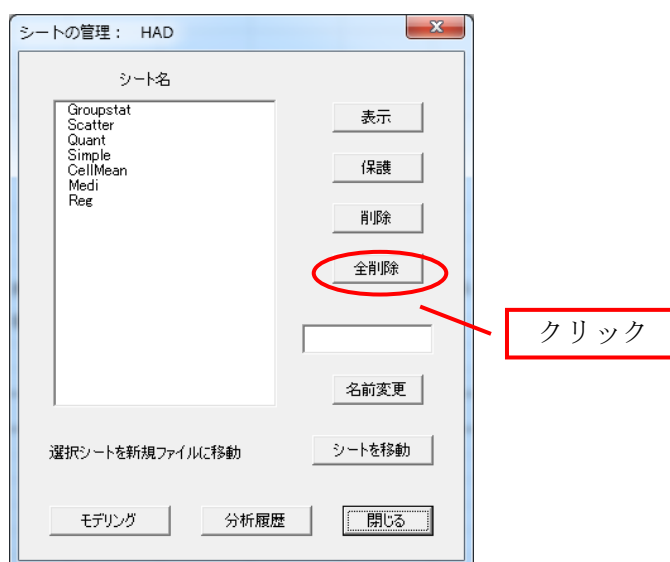 シートの管理： HAD
x
シート名
Groupstat
Scatter
Quant
Simple
CellMean
Medi
Reg
表示
保護
削除
全削除
クリック
名前変更
選択シートを新規ファイルに移動
シートを移動
モデリング
分析履歴
閉じる